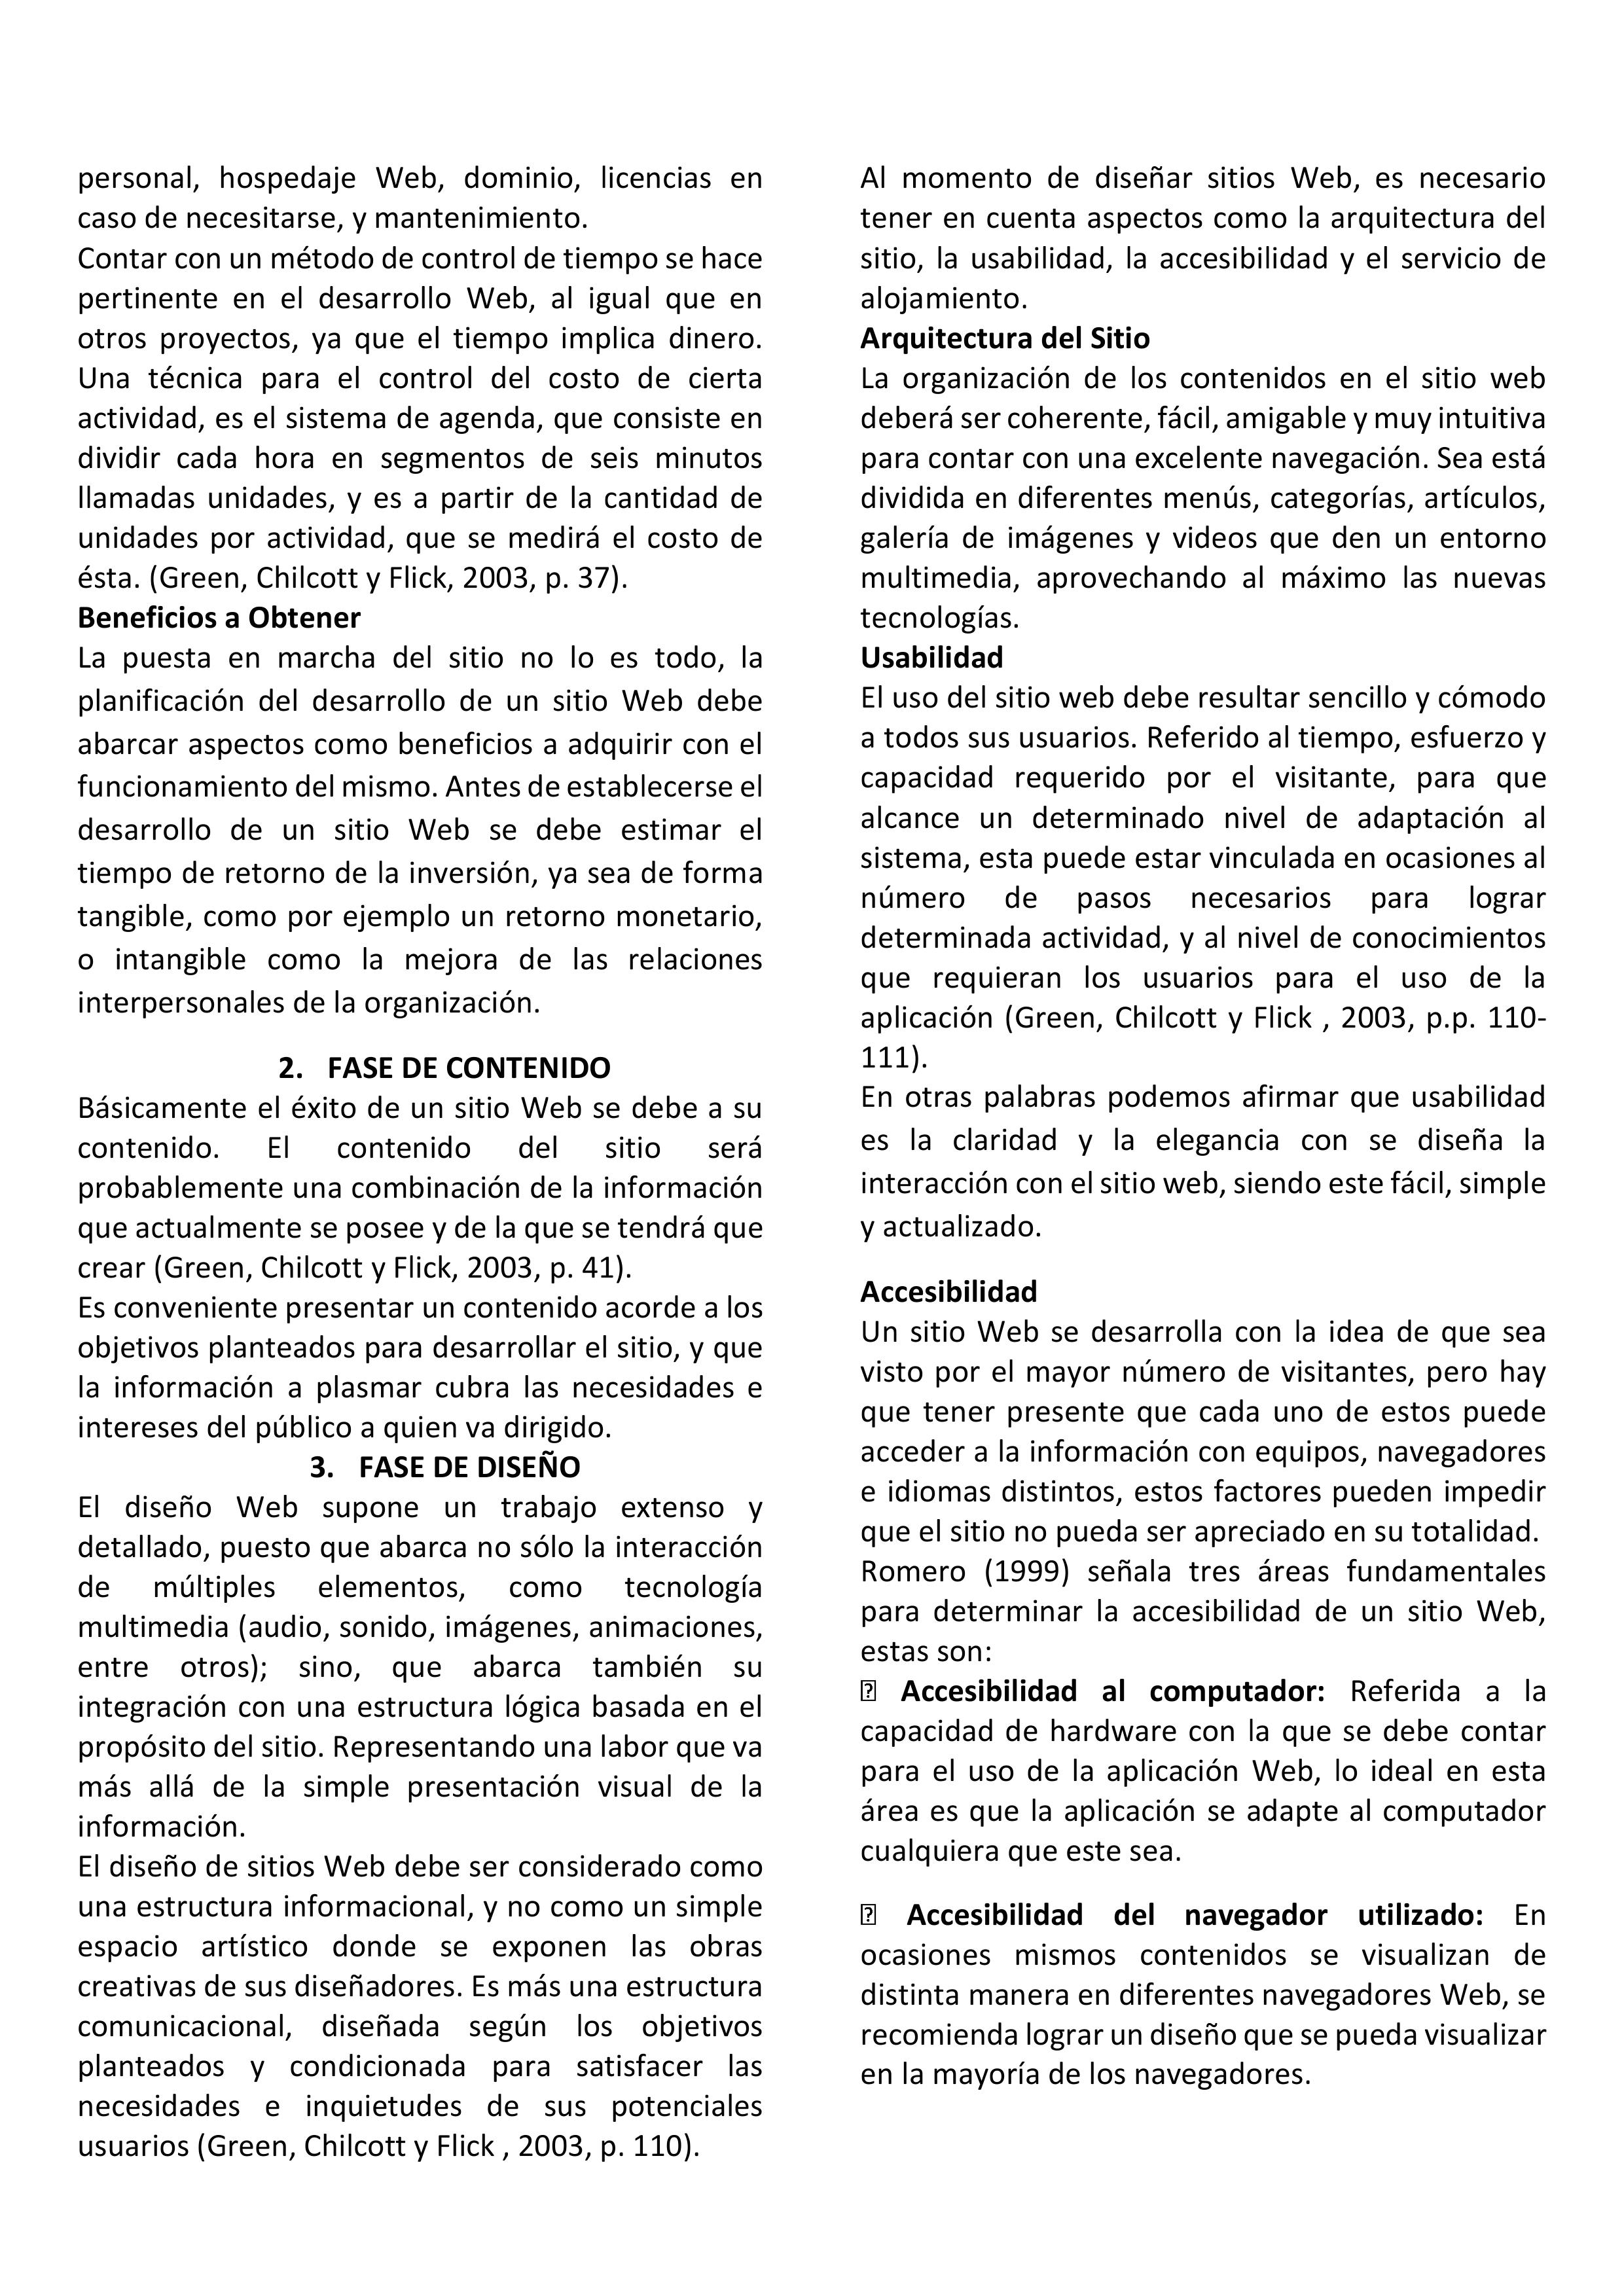 personal, hospedaje Web, dominio, licencias en
caso de necesitarse, y mantenimiento.
Contar con un método de control de tiempo se hace
pertinente en el desarrollo Web, al igual que en
otros proyectos, ya que el tiempo implica dinero.
Una técnica para el control del costo de cierta
actividad, es el sistema de agenda, que consiste en
dividir cada hora en segmentos de seis minutos
llamadas unidades, y es a partir de la cantidad de
unidades por actividad, que se medirá el costo de
ésta. (Green, Chilcott y Flick, 2003, p. 37).
Beneficios a Obtener
La puesta en marcha del sitio no lo es todo, la
planificación del desarrollo de un sitio Web debe
abarcar aspectos como beneficios a adquirir con el
funcionamiento del mismo. Antes de establecerse el
desarrollo de un sitio Web se debe estimar el
tiempo de retorno de la inversión, ya sea de forma
tangible, como por ejemplo un retorno monetario,
o intangible como la mejora de las relaciones
interpersonales de la organización.
2. FASE DE CONTENIDO
Básicamente el éxito de un sitio Web se debe a su
contenido. El contenido del sitio será
probablemente una combinación de la información
que actualmente se posee y de la que se tendrá que
crear (Green, Chilcott y Flick, 2003, p. 41).
Es conveniente presentar un contenido acorde a los
objetivos planteados para desarrollar el sitio, y que
la información a plasmar cubra las necesidades e
intereses del público a quien va dirigido.
3. FASE DE DISEÑO
El diseño Web supone un trabajo extenso y
detallado, puesto que abarca no sólo la interacción
de múltiples elementos, como tecnología
multimedia (audio, sonido, imágenes, animaciones,
entre otros); sino, que abarca también su
integración con una estructura lógica basada en el
propósito del sitio. Representando una labor que va
más allá de la simple presentación visual de la
información.
El diseño de sitios Web debe ser considerado como
una estructura informacional, y no como un simple
espacio artístico donde se exponen las obras
creativas de sus diseñadores. Es más una estructura
comunicacional, diseñada según los objetivos
planteados y condicionada para satisfacer las
necesidades e inquietudes de sus potenciales
usuarios (Green, Chilcott y Flick , 2003, p. 110).
Al momento de diseñar sitios Web, es necesario
tener en cuenta aspectos como la arquitectura del
sitio, la usabilidad, la accesibilidad y el servicio de
alojamiento.
Arquitectura del Sitio
La organización de los contenidos en el sitio web
deberá ser coherente, fácil, amigable y muy intuitiva
para contar con una excelente navegación. Sea está
dividida en diferentes menús, categorías, artículos,
galería de imágenes y videos que den un entorno
multimedia, aprovechando al máximo las nuevas
tecnologías.
Usabilidad
El uso del sitio web debe resultar sencillo y cómodo
a todos sus usuarios. Referido al tiempo, esfuerzo y
capacidad requerido por el visitante, para que
alcance un determinado nivel de adaptación al
sistema, esta puede estar vinculada en ocasiones al
número de pasos necesarios para lograr
determinada actividad, y al nivel de conocimientos
que requieran los usuarios para el uso de la
aplicación (Green, Chilcott y Flick , 2003, p.p. 110-
111).
En otras palabras podemos afirmar que usabilidad
es la claridad y la elegancia con se diseña la
interacción con el sitio web, siendo este fácil, simple
y actualizado.
Accesibilidad
Un sitio Web se desarrolla con la idea de que sea
visto por el mayor número de visitantes, pero hay
que tener presente que cada uno de estos puede
acceder a la información con equipos, navegadores
e idiomas distintos, estos factores pueden impedir
que el sitio no pueda ser apreciado en su totalidad.
Romero (1999) señala tres áreas fundamentales
para determinar la accesibilidad de un sitio Web,
estas son:
⍰ Accesibilidad al computador: Referida a la
capacidad de hardware con la que se debe contar
para el uso de la aplicación Web, lo ideal en esta
área es que la aplicación se adapte al computador
cualquiera que este sea.
⍰ Accesibilidad del navegador utilizado: En
ocasiones mismos contenidos se visualizan de
distinta manera en diferentes navegadores Web, se
recomienda lograr un diseño que se pueda visualizar
en la mayoría de los navegadores.